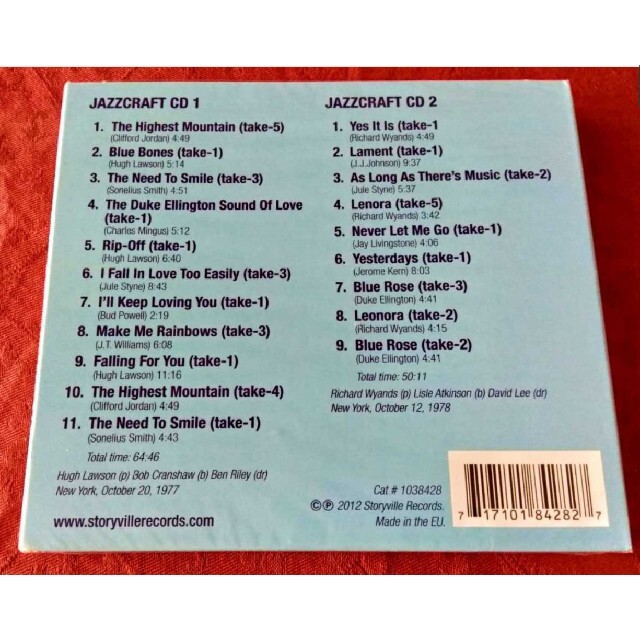 JAZZCRAFT CD 1
1. The Highest Mountain (take-5)
(Clifford Jordan) 4:49
2. Blue Bones (take-1)
(Hugh Lawson) 5:14
3. The Need To Smile (take-3)
(Sonelius Smith) 4:51
4. The Duke Ellington Sound Of Love
(take-1)
(Charles Mingus) 5:12
5. Rip-Off (take-1)
(Hugh Lawson) 6:40
6. I Fall In Love Too Easily (take-3)
(Jule Styne) 8:43
7. I'll Keep Loving You (take-1)
(Bud Powell) 2:19
8. Make Me Rainbows (take-3)
(J.T. Williams) 6:08
9. Falling For You (take-1)
(Hugh Lawson) 11:16
10. The Highest Mountain (take-4)
(Clifford Jordan) 4:49
11. The Need To Smile (take-1)
(Sonelius Smith) 4:43
Total time: 64:46
Hugh Lawson (p) Bob Cranshaw (b) Ben Riley (dr)
New York, October 20, 1977
www.storyvillerecords.com
JAZZCRAFT CD 2
1. Yes It Is (take-1
(Richard Wyands) 4:49
2. Lament (take-1)
(J.J.Johnson) 9:37
3. As Long As There's Music (take-2)
(Jule Styne) 5:37
4. Lenora (take-5)
(Richard Wyands) 3:42
5. Never Let Me Go (take-1)
(Jay Livingstone) 4:06
6. Yesterdays (take-1)
(Jerome Kern) 8:03
7. Blue Rose (take-3)
(Duke Ellington) 4:41
8. Leonora (take-2)
(Richard Wyands) 4:15
9. Blue Rose (take-2)
(Duke Ellington) 4:41
Total time: 50:11
Richard Wyands (p) Lisle Atkinson (b) David Lee (dr)
New York, October 12, 1978
Cat # 1038428
©℗ 2012 Storyville Records.
Made in the EU.
7 17101 84282 7